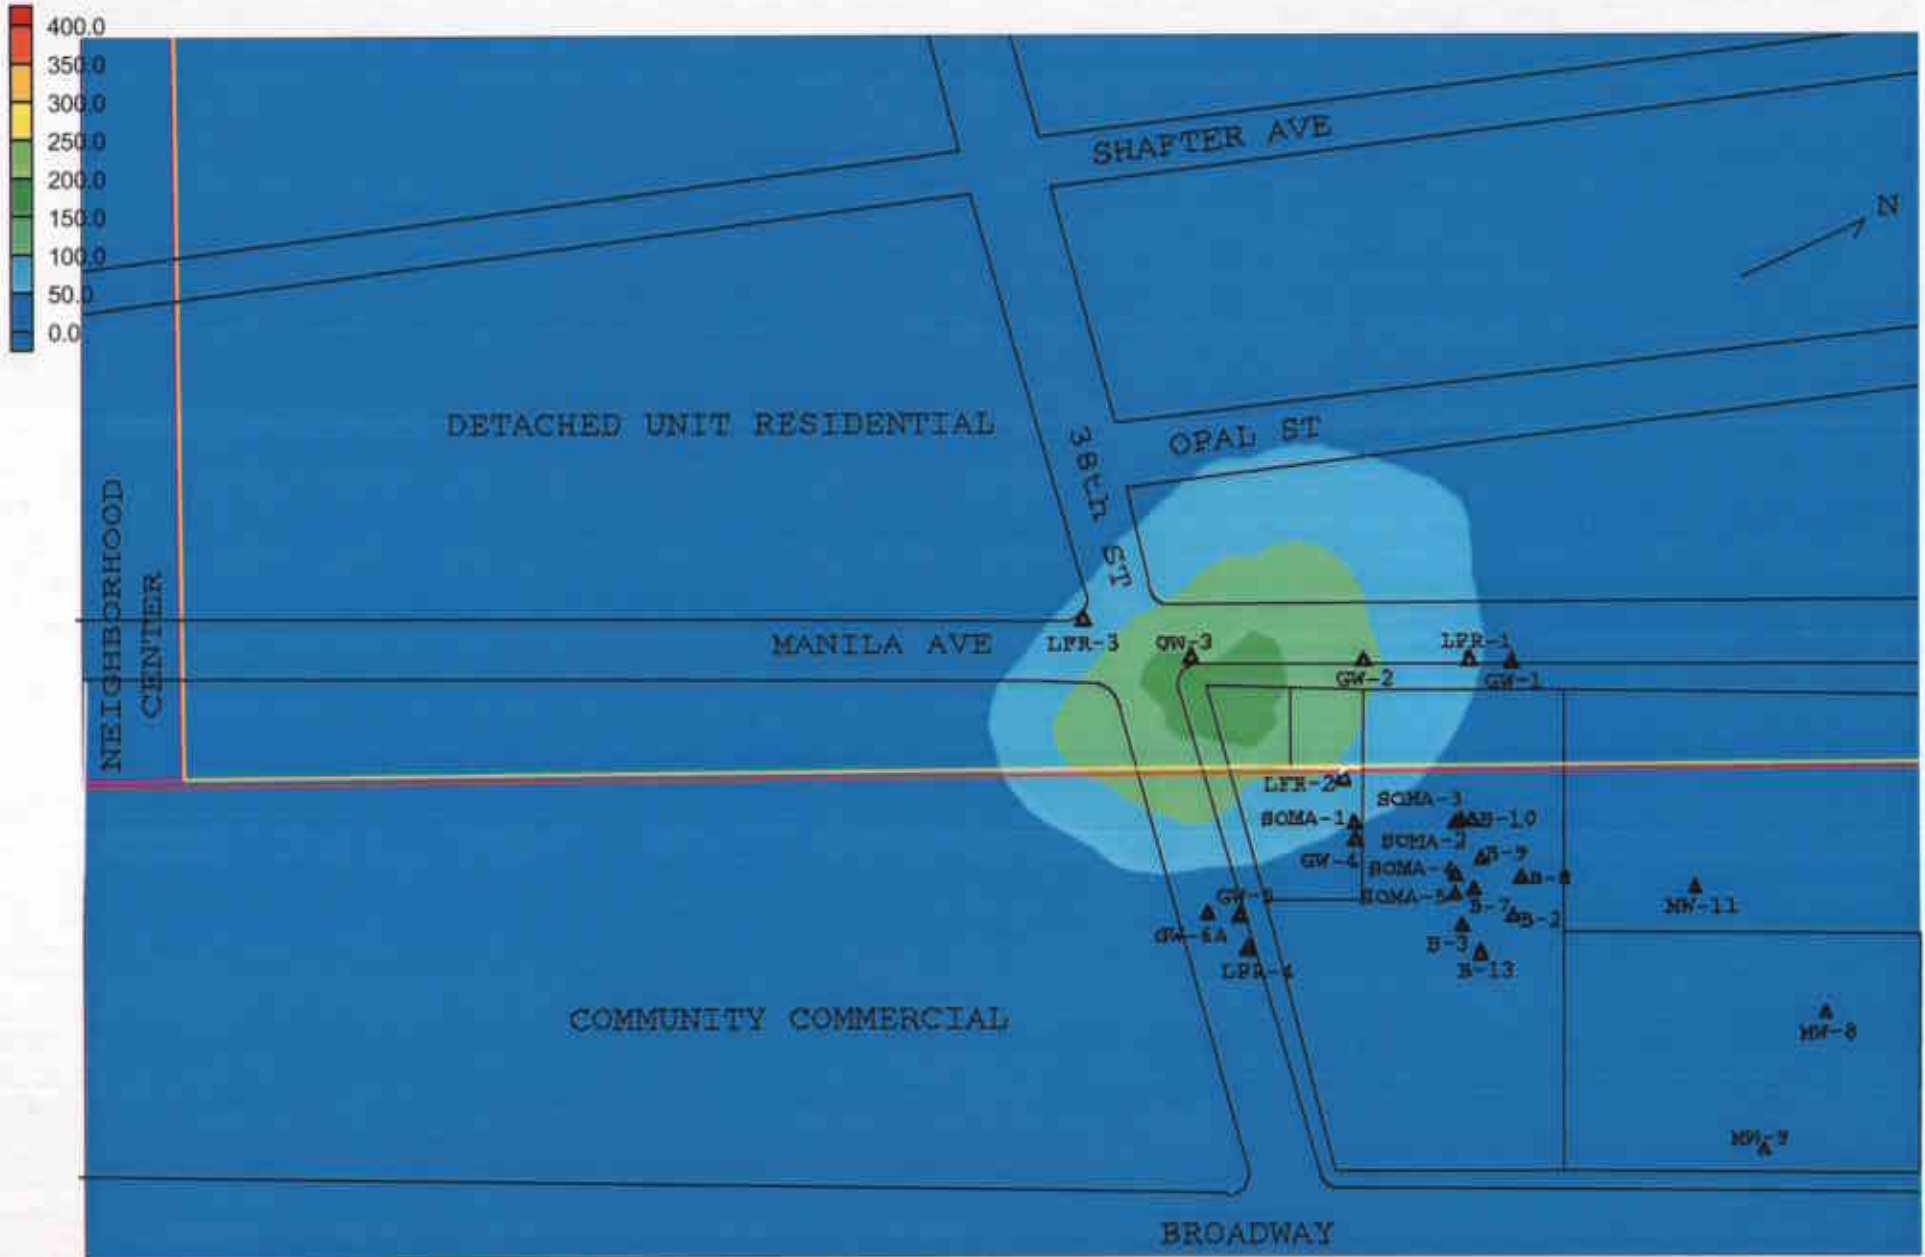 400.0
350.0
300.0
250.0
200.0
150.0
100.0
50.0
0.0
SHAFTER AVE
N
DETACHED UNIT RESIDENTIAL
OPAL ST
38th ST
NEIGHBORHOOD
CENTER
MANILA AVE
LFR-3
GW-3
LFR-1
GW-2
GW-1
LFR-2
SOMA-3
SOMA-1
B-10
SOMA-2
GW-4
B-9
SOMA-4
B-8
SOMA-5
B-7
GW-5
B-2
MW-11
GW-6A
B-3
LFR-4
B-13
COMMUNITY COMMERCIAL
MW-8
MW-9
BROADWAY